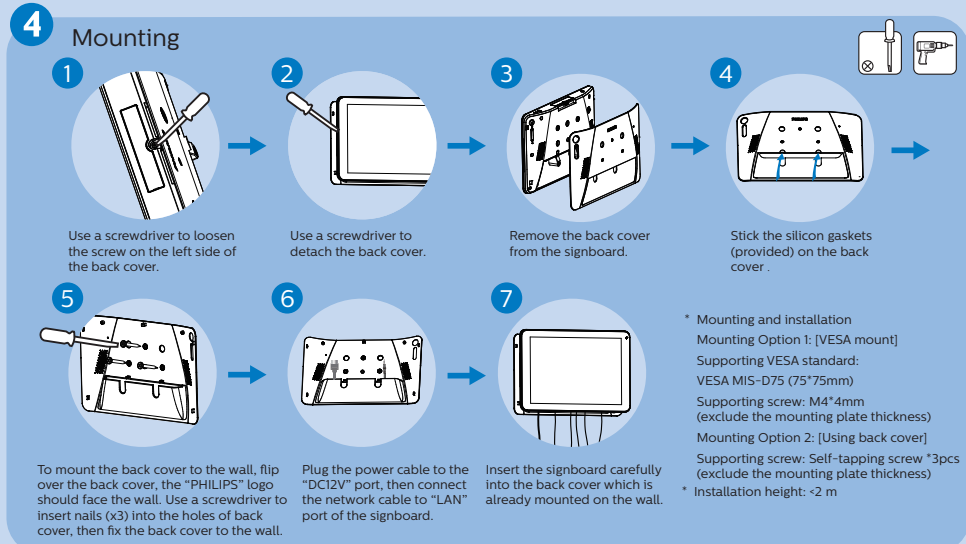 4
Mounting
1
Use a screwdriver to loosen
the screw on the left side of
the back cover.
2
Use a screwdriver to
detach the back cover.
3
Remove the back cover
from the signboard.
4
PHILIPS
Stick the silicon gaskets
(provided) on the back
cover .
5
To mount the back cover to the wall, flip
over the back cover, the “PHILIPS” logo
should face the wall. Use a screwdriver to
insert nails (x3) into the holes of back
cover, then fix the back cover to the wall.
6
Plug the power cable to the
“DC12V” port, then connect
the network cable to “LAN”
port of the signboard.
7
Insert the signboard carefully
into the back cover which is
already mounted on the wall.
* Mounting and installation
Mounting Option 1: [VESA mount]
Supporting VESA standard:
VESA MIS-D75 (75*75mm)
Supporting screw: M4*4mm
(exclude the mounting plate thickness)
Mounting Option 2: [Using back cover]
Supporting screw: Self-tapping screw *3pcs
(exclude the mounting plate thickness)
* Installation height: <2 m